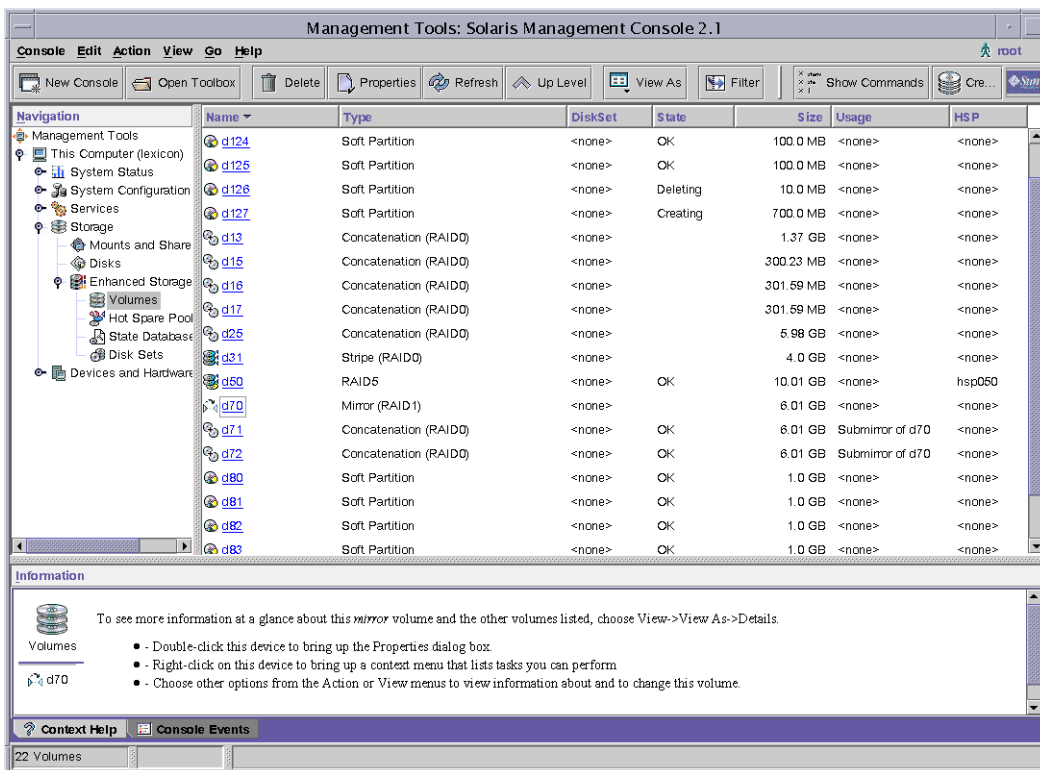 Management Tools: Solaris Management Console 2.1
Console Edit Action View Go Help root
New Console Open Toolbox Delete Properties Refresh Up Level View As Filter Show Commands Cre... Sun
Navigation
Management Tools
This Computer (lexicon)
System Status
System Configuration
Services
Storage
Mounts and Share
Disks
Enhanced Storage
Volumes
Hot Spare Pool
State Database
Disk Sets
Devices and Hardware
Name Type DiskSet State Size Usage HSP
d124 Soft Partition <none> OK 100.0 MB <none> <none>
d125 Soft Partition <none> OK 100.0 MB <none> <none>
d126 Soft Partition <none> Deleting 10.0 MB <none> <none>
d127 Soft Partition <none> Creating 700.0 MB <none> <none>
d13 Concatenation (RAID0) <none> 1.37 GB <none> <none>
d15 Concatenation (RAID0) <none> 300.23 MB <none> <none>
d16 Concatenation (RAID0) <none> 301.59 MB <none> <none>
d17 Concatenation (RAID0) <none> 301.59 MB <none> <none>
d25 Concatenation (RAID0) <none> 5.98 GB <none> <none>
d31 Stripe (RAID0) <none> 4.0 GB <none> <none>
d50 RAID5 <none> OK 10.01 GB <none> hsp050
d70 Mirror (RAID1) <none> 6.01 GB <none> <none>
d71 Concatenation (RAID0) <none> OK 6.01 GB Submirror of d70 <none>
d72 Concatenation (RAID0) <none> OK 6.01 GB Submirror of d70 <none>
d80 Soft Partition <none> OK 1.0 GB <none> <none>
d81 Soft Partition <none> OK 1.0 GB <none> <none>
d82 Soft Partition <none> OK 1.0 GB <none> <none>
d83 Soft Partition <none> OK 1.0 GB <none> <none>
Information
Volumes
d70
To see more information at a glance about this mirror volume and the other volumes listed, choose View->View As->Details.
● - Double-click this device to bring up the Properties dialog box.
● - Right-click on this device to bring up a context menu that lists tasks you can perform
● - Choose other options from the Action or View menus to view information about and to change this volume.
Context Help Console Events
22 Volumes